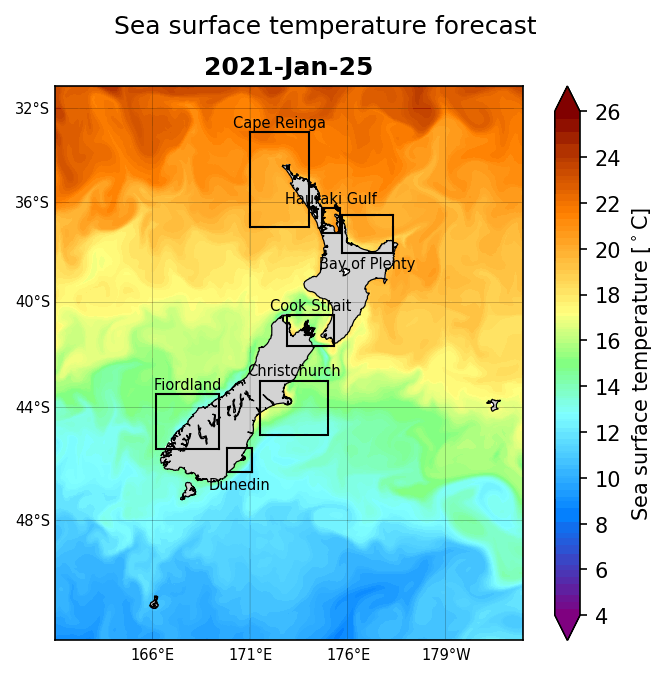 Sea surface temperature forecast
2021-Jan-25
32°S
36°S
40°S
44°S
48°S
166°E
171°E
176°E
179°W
Cape Reinga
Hauraki Gulf
Bay of Plenty
Cook Strait
Christchurch
Fiordland
Dunedin
26
24
22
20
18
16
14
12
10
8
6
4
Sea surface temperature [°C]